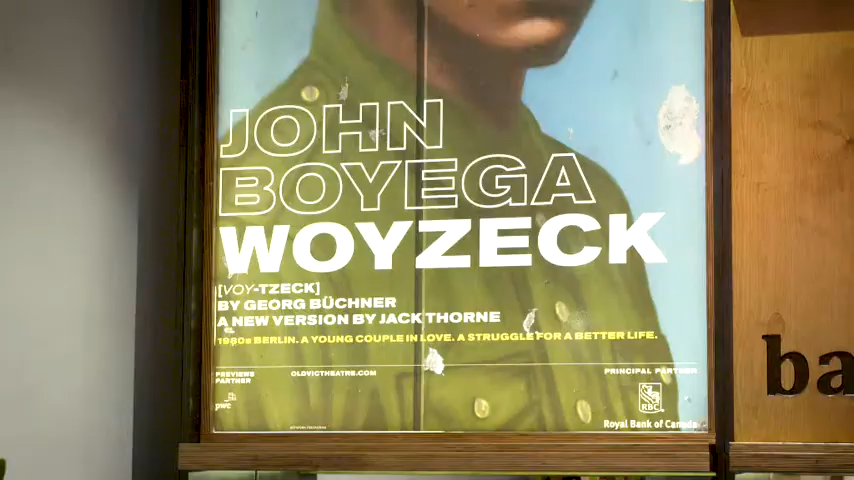 JOHN
BOYEGA
WOYZECK
[VOY-TZECK]
BY GEORG BÜCHNER
A NEW VERSION BY JACK THORNE
1980s BERLIN. A YOUNG COUPLE IN LOVE. A STRUGGLE FOR A BETTER LIFE.
PREVIEWS
PARTNER
OLDVICTHEATRE.COM
PRINCIPAL PARTNER
pwc
RBC
Royal Bank of Canada
ba